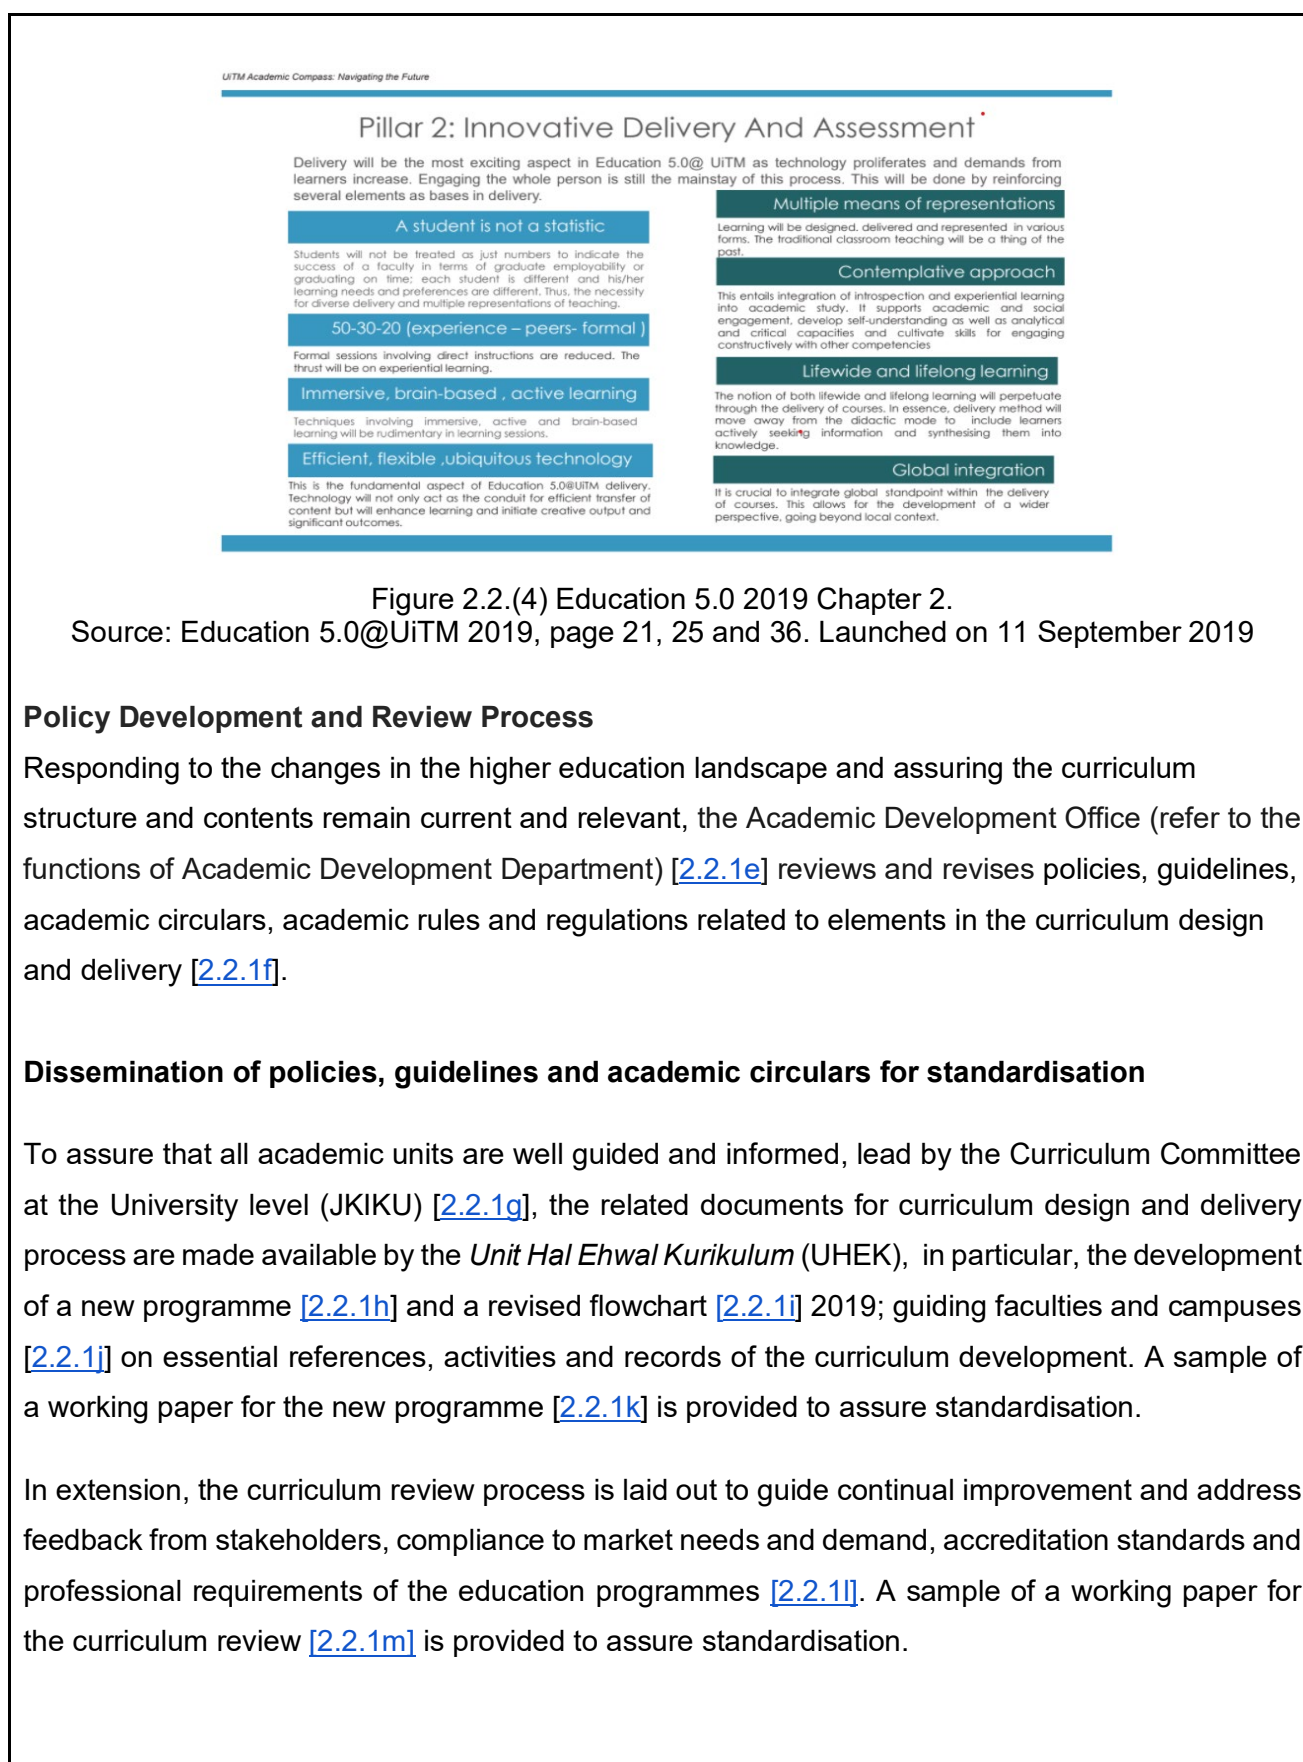 UiTM Academic Compass: Navigating the Future
Pillar 2: Innovative Delivery And Assessment
Delivery will be the most exciting aspect in Education 5.0@ UiTM as technology proliferates and demands from
learners increase. Engaging the whole person is still the mainstay of this process. This will be done by reinforcing
several elements as bases in delivery.
A student is not a statistic
Students will not be treated as just numbers to indicate the
success of a faculty in terms of graduate employability or
graduating on time; each student is different and his/her
learning needs and preferences are different. Thus, the necessity
for diverse delivery and multiple representations of teaching.
50-30-20 (experience – peers- formal )
Formal sessions involving direct instructions are reduced. The
thrust will be on experiential learning.
Immersive, brain-based , active learning
Techniques involving immersive, active and brain-based
learning will be rudimentary in learning sessions.
Efficient, flexible ,ubiquitous technology
This is the fundamental aspect of Education 5.0@UiTM delivery.
Technology will not only act as the conduit for efficient transfer of
content but will enhance learning and initiate creative output and
significant outcomes.
Multiple means of representations
Learning will be designed. delivered and represented in various
forms. The traditional classroom teaching will be a thing of the
past.
Contemplative approach
This entails integration of introspection and experiential learning
into academic study. It supports academic and social
engagement, develop self-understanding as well as analytical
and critical capacities and cultivate skills for engaging
constructively with other competencies
Lifewide and lifelong learning
The notion of both lifewide and lifelong learning will perpetuate
through the delivery of courses. In essence, delivery method will
move away from the didactic mode to include learners
actively seeking information and synthesising them into
knowledge.
Global integration
It is crucial to integrate global standpoint within the delivery
of courses. This allows for the development of a wider
perspective, going beyond local context.
Figure 2.2.(4) Education 5.0 2019 Chapter 2.
Source: Education 5.0@UiTM 2019, page 21, 25 and 36. Launched on 11 September 2019
Policy Development and Review Process
Responding to the changes in the higher education landscape and assuring the curriculum
structure and contents remain current and relevant, the Academic Development Office (refer to the
functions of Academic Development Department) [2.2.1e] reviews and revises policies, guidelines,
academic circulars, academic rules and regulations related to elements in the curriculum design
and delivery [2.2.1f].
Dissemination of policies, guidelines and academic circulars for standardisation
To assure that all academic units are well guided and informed, lead by the Curriculum Committee
at the University level (JKIKU) [2.2.1g], the related documents for curriculum design and delivery
process are made available by the Unit Hal Ehwal Kurikulum (UHEK), in particular, the development
of a new programme [2.2.1h] and a revised flowchart [2.2.1i] 2019; guiding faculties and campuses
[2.2.1j] on essential references, activities and records of the curriculum development. A sample of
a working paper for the new programme [2.2.1k] is provided to assure standardisation.
In extension, the curriculum review process is laid out to guide continual improvement and address
feedback from stakeholders, compliance to market needs and demand, accreditation standards and
professional requirements of the education programmes [2.2.1l]. A sample of a working paper for
the curriculum review [2.2.1m] is provided to assure standardisation.